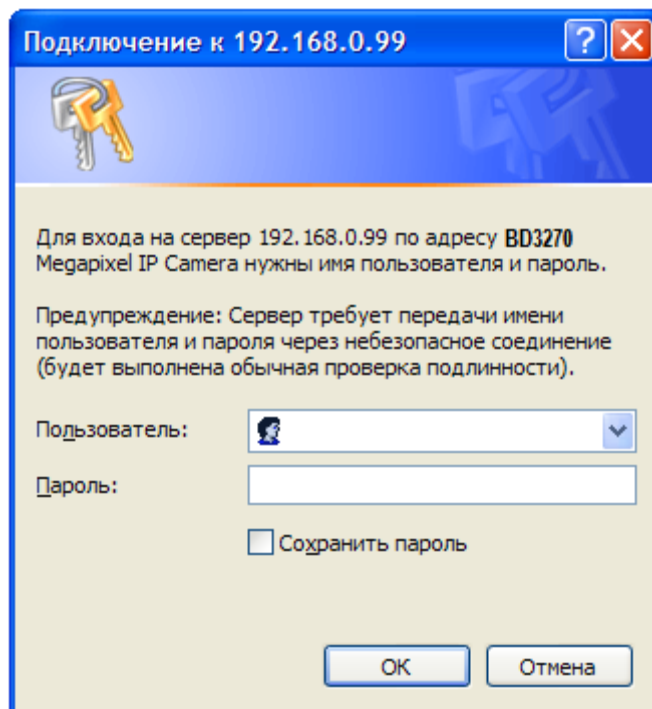 Подключение к 192.168.0.99
Для входа на сервер 192.168.0.99 по адресу BD3270
Megapixel IP Camera нужны имя пользователя и пароль.
Предупреждение: Сервер требует передачи имени
пользователя и пароля через небезопасное соединение
(будет выполнена обычная проверка подлинности).
Пользователь:
Пароль:
Сохранить пароль
ОК
Отмена